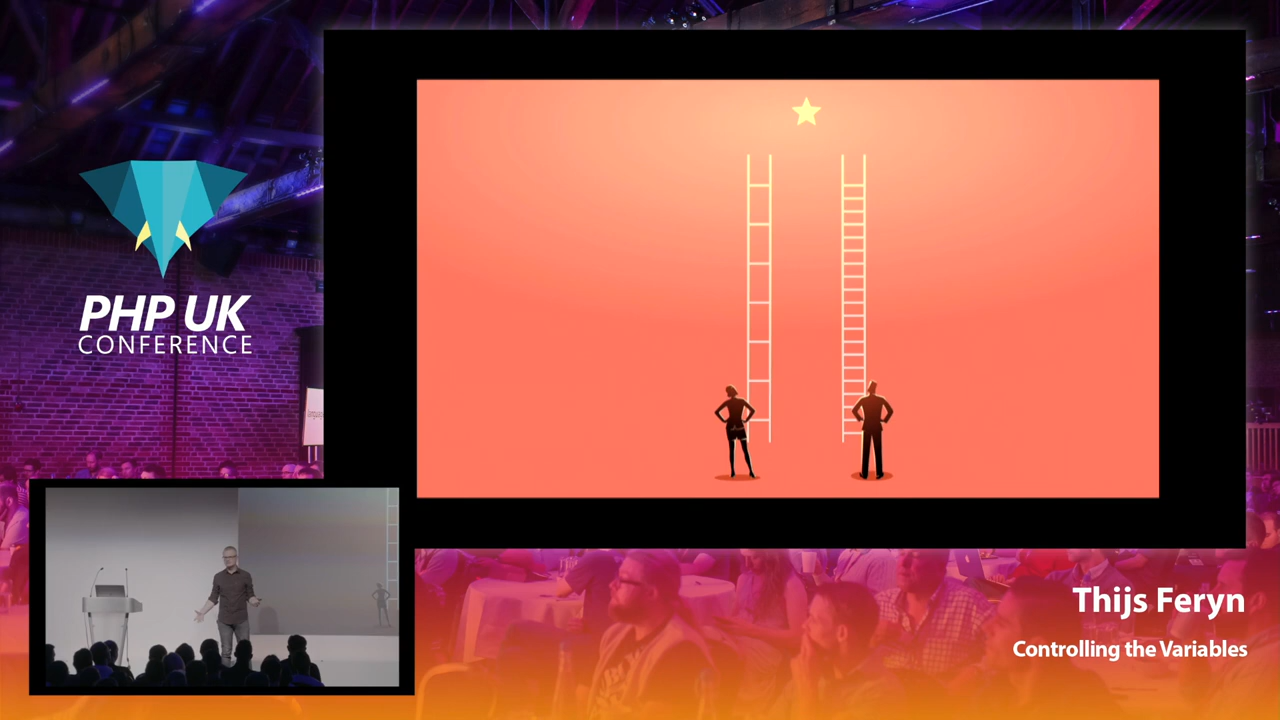 PHP UK
CONFERENCE
Thijs Feryn
Controlling the Variables